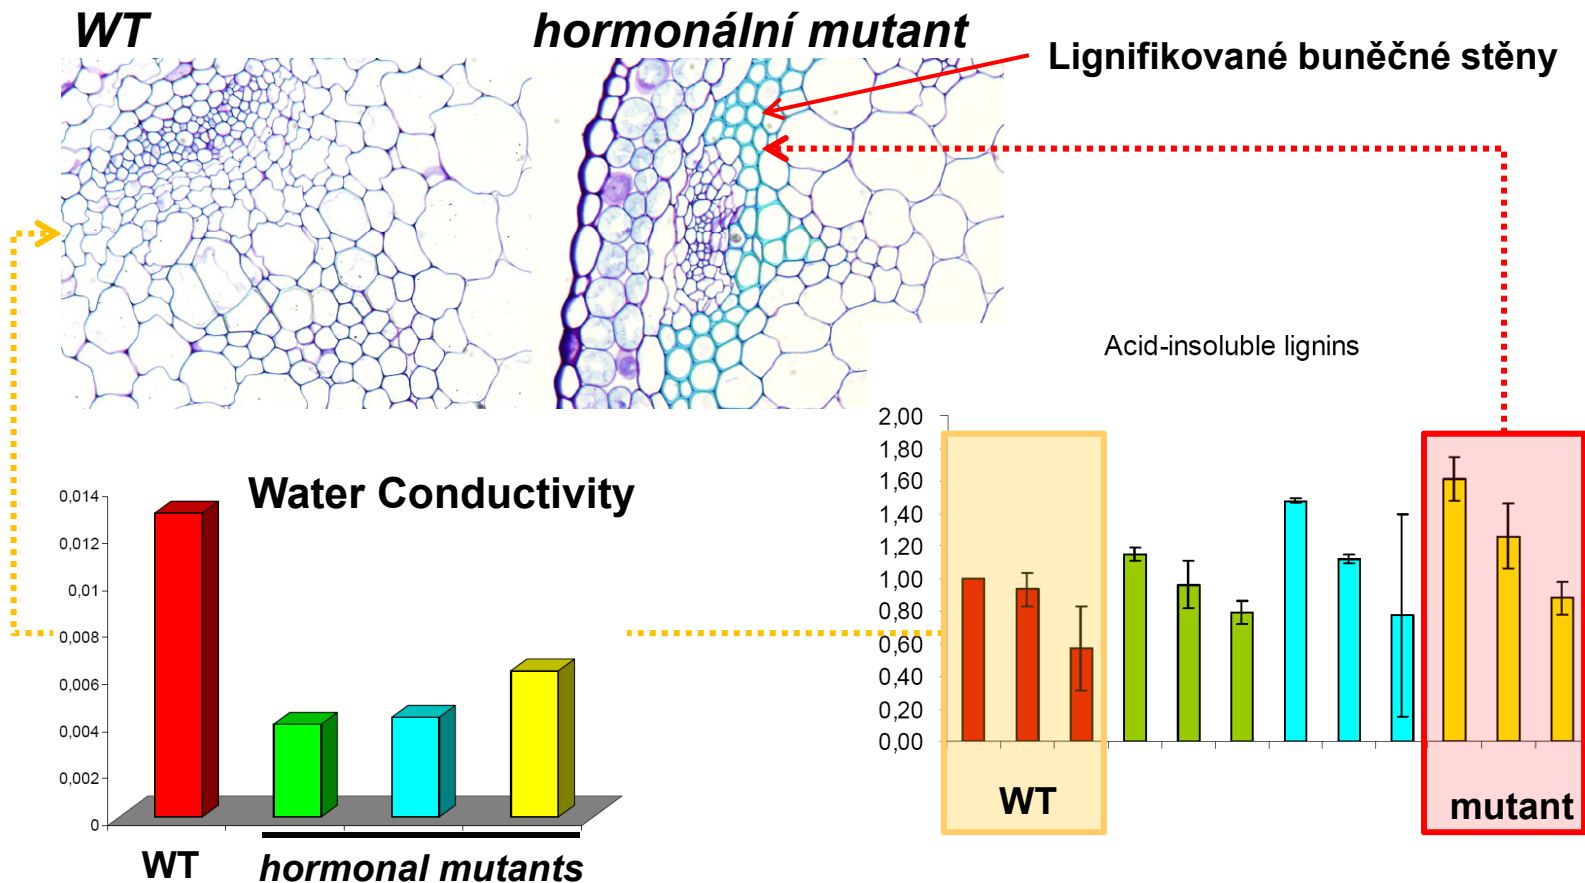 WT
hormonální mutant
Lignifikované buněčné stěny
Acid-insoluble lignins
2,00
1,80
1,60
1,40
1,20
1,00
0,80
0,60
0,40
0,20
0,00
WT
mutant
Water Conductivity
0,014
0,012
0,01
0,008
0,006
0,004
0,002
0
WT
hormonal mutants